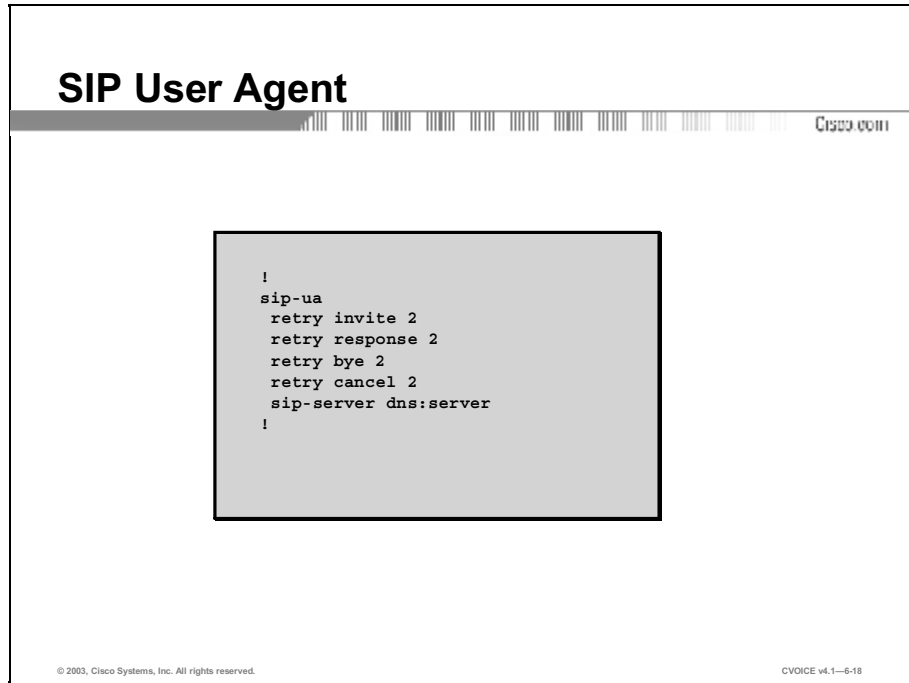 SIP User Agent
Cisco.com
!
sip-ua
retry invite 2
retry response 2
retry bye 2
retry cancel 2
sip-server dns:server
!
© 2003, Cisco Systems, Inc. All rights reserved.
CVOICE v4.1—6-18